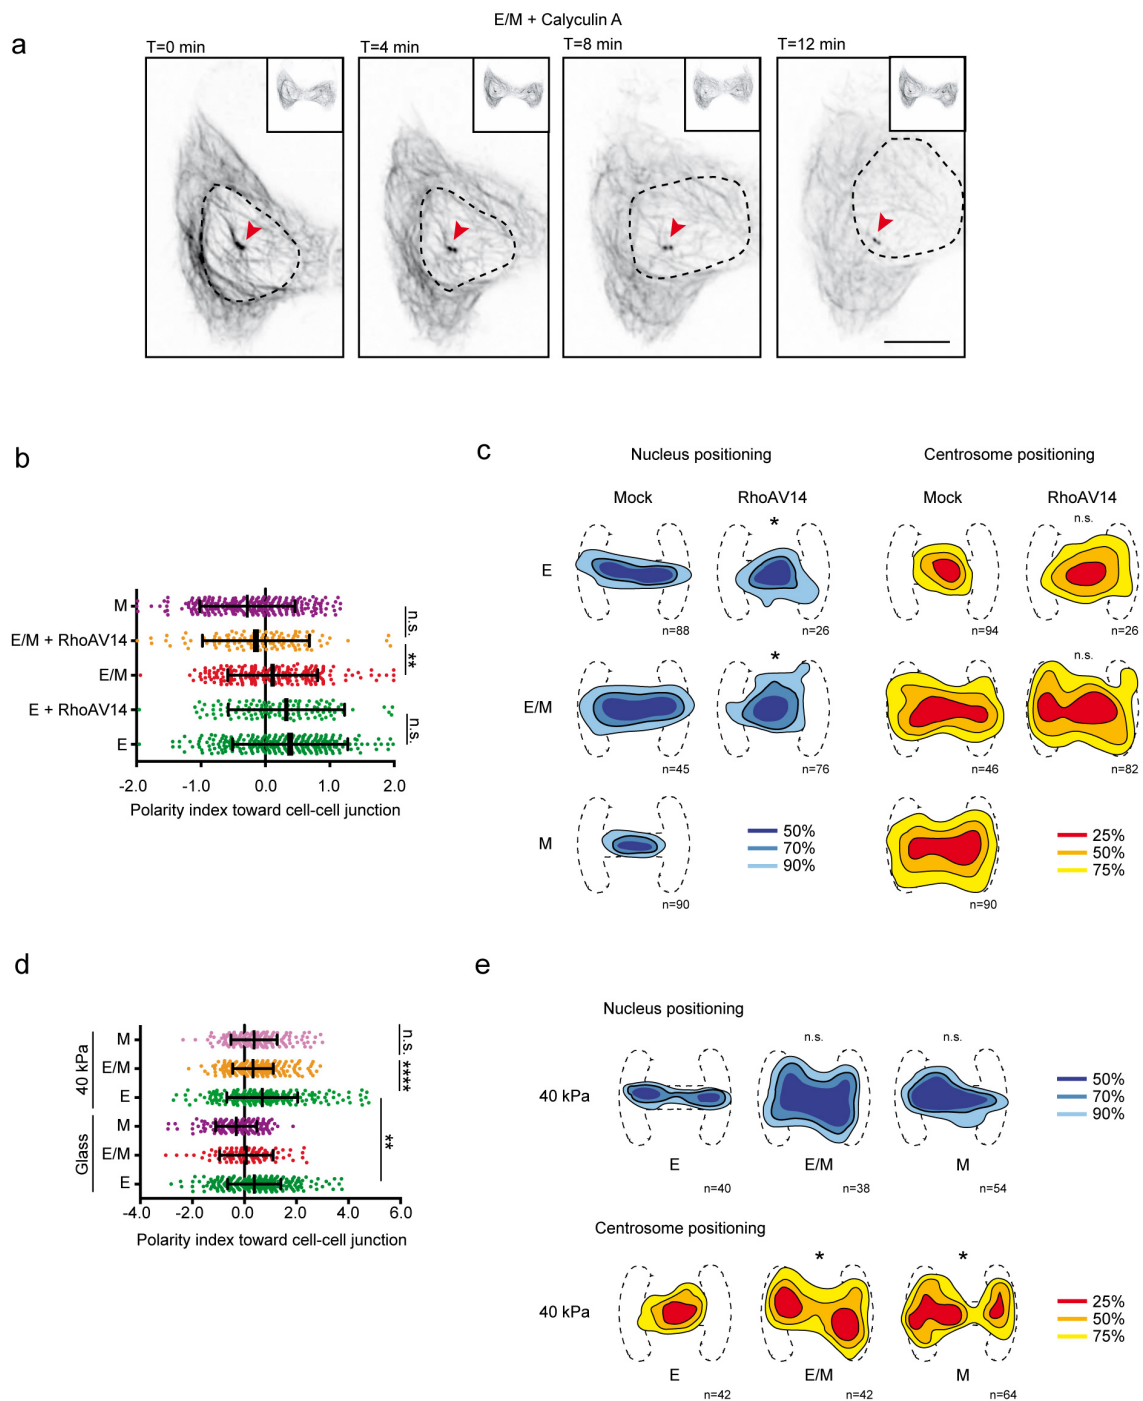 E/M + Calyculin A
a
T=0 min
T=4 min
T=8 min
T=12 min
b
M
E/M + RhoAV14
E/M
E + RhoAV14
E
n.s.
**
n.s.
-2.0 -1.0 0.0 1.0 2.0
Polarity index toward cell-cell junction
c
Nucleus positioning
Centrosome positioning
Mock
RhoAV14
Mock
RhoAV14
*
n.s.
E
n=88
n=26
n=94
n=26
*
n.s.
E/M
n=45
n=76
n=46
n=82
M
50%
70%
90%
25%
50%
75%
n=90
n=90
d
40 kPa
M
E/M
E
Glass
M
E/M
E
n.s.
****
**
-4.0 -2.0 0.0 2.0 4.0 6.0
Polarity index toward cell-cell junction
e
Nucleus positioning
n.s.
n.s.
40 kPa
50%
70%
90%
E
E/M
M
n=40
n=38
n=54
Centrosome positioning
*
*
40 kPa
25%
50%
75%
E
E/M
M
n=42
n=42
n=64